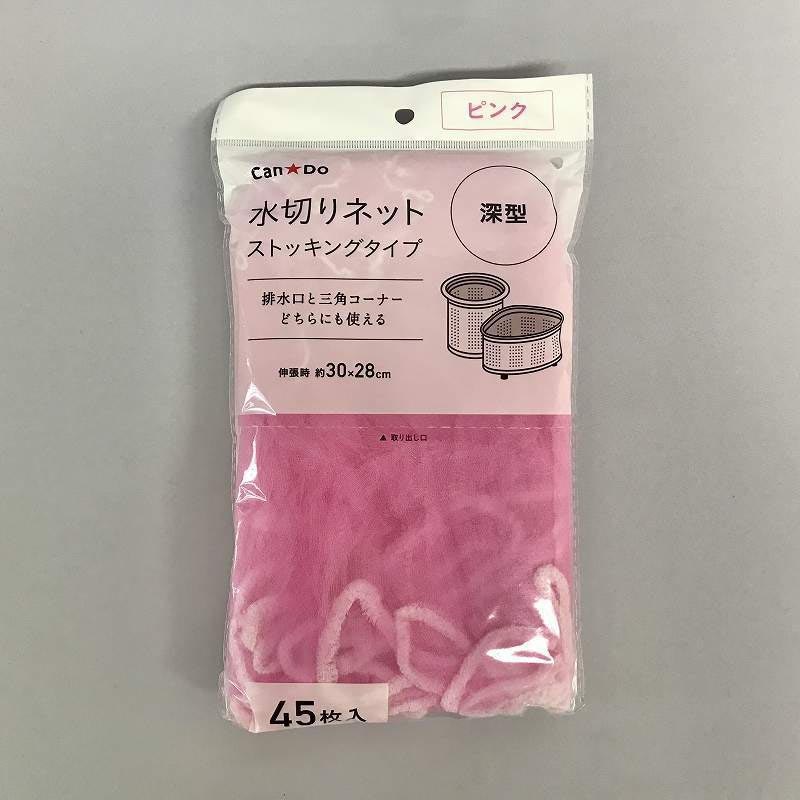 ピンク
Can★Do
水切りネット
ストッキングタイプ
深型
排水口と三角コーナー
どちらにも使える
伸張時 約30×28cm
▲ 取り出し口
45枚入